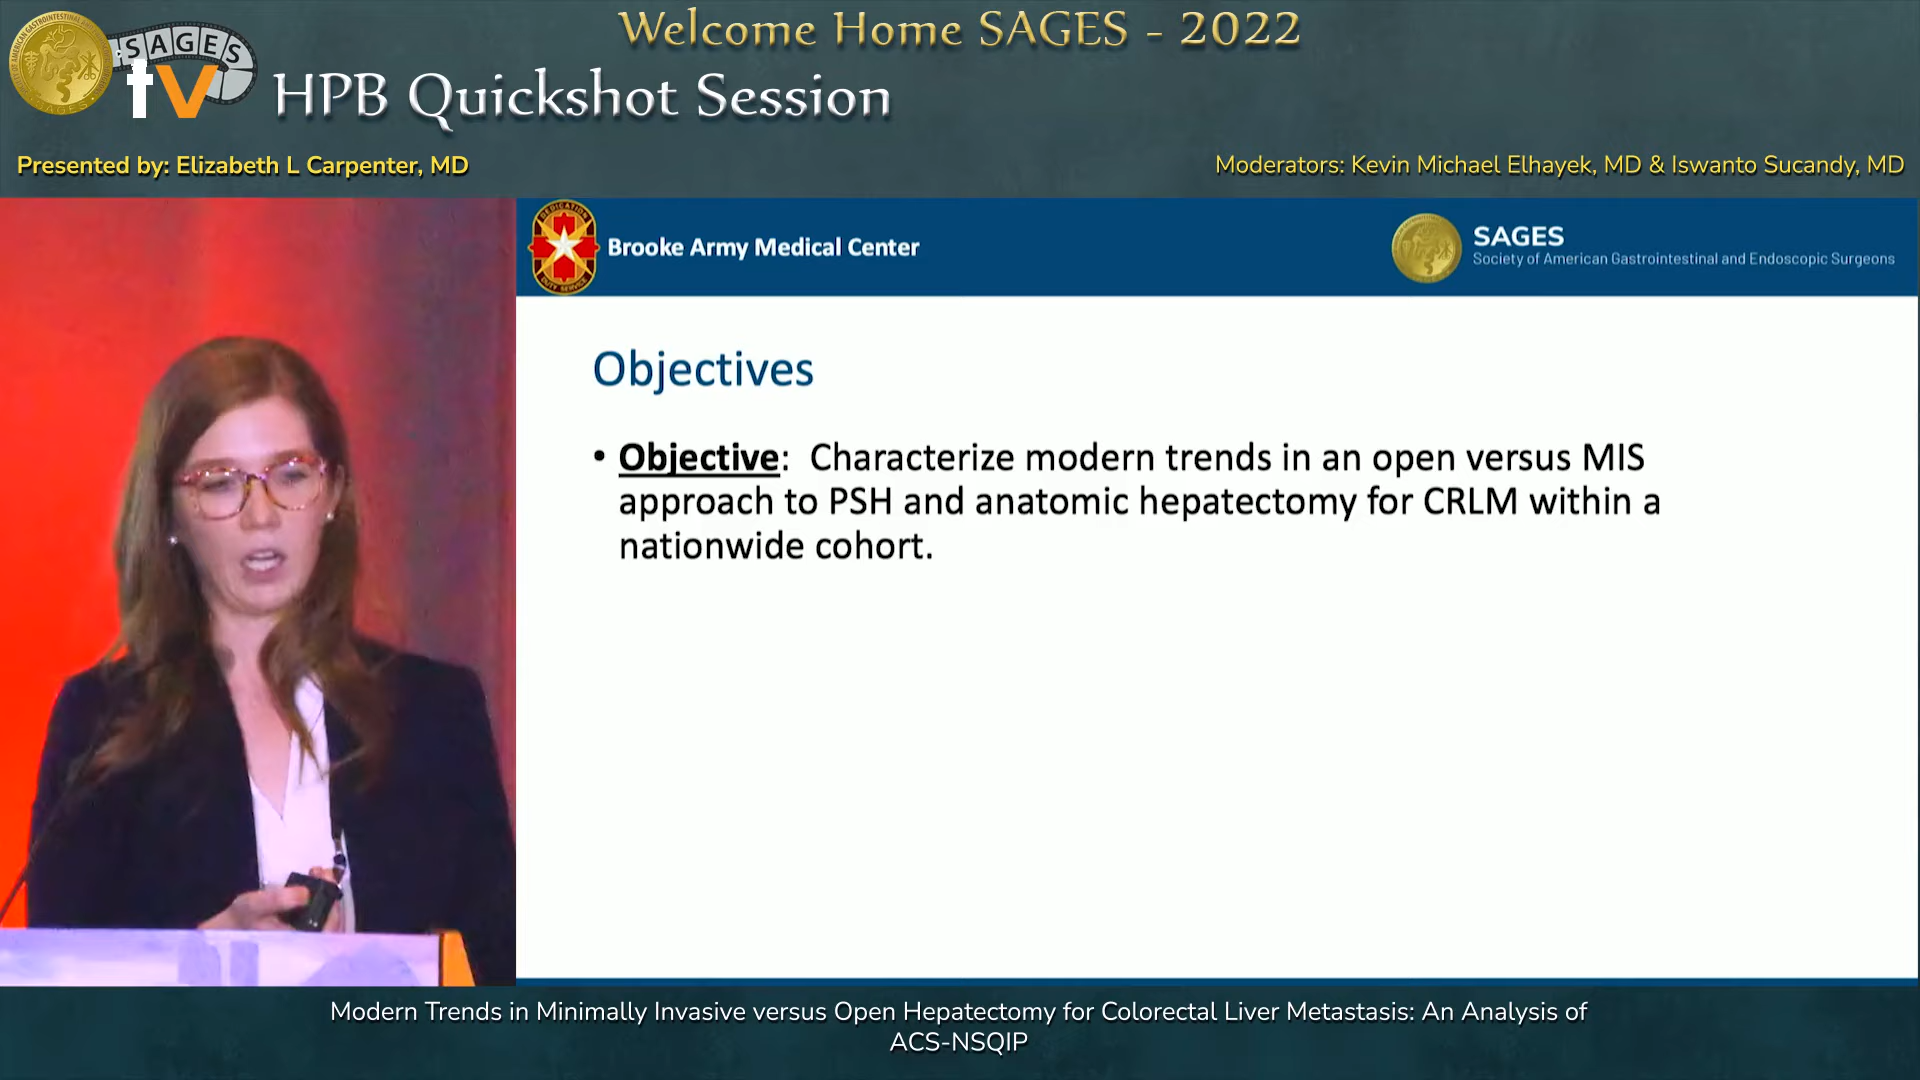 Welcome Home SAGES - 2022
SAGES
tv
HPB Quickshot Session
Presented by: Elizabeth L Carpenter, MD
Moderators: Kevin Michael Elhayek, MD & Iswanto Sucandy, MD
Brooke Army Medical Center
SAGES
Society of American Gastrointestinal and Endoscopic Surgeons
Objectives
• Objective:  Characterize modern trends in an open versus MIS
approach to PSH and anatomic hepatectomy for CRLM within a
nationwide cohort.
Modern Trends in Minimally Invasive versus Open Hepatectomy for Colorectal Liver Metastasis: An Analysis of
ACS-NSQIP